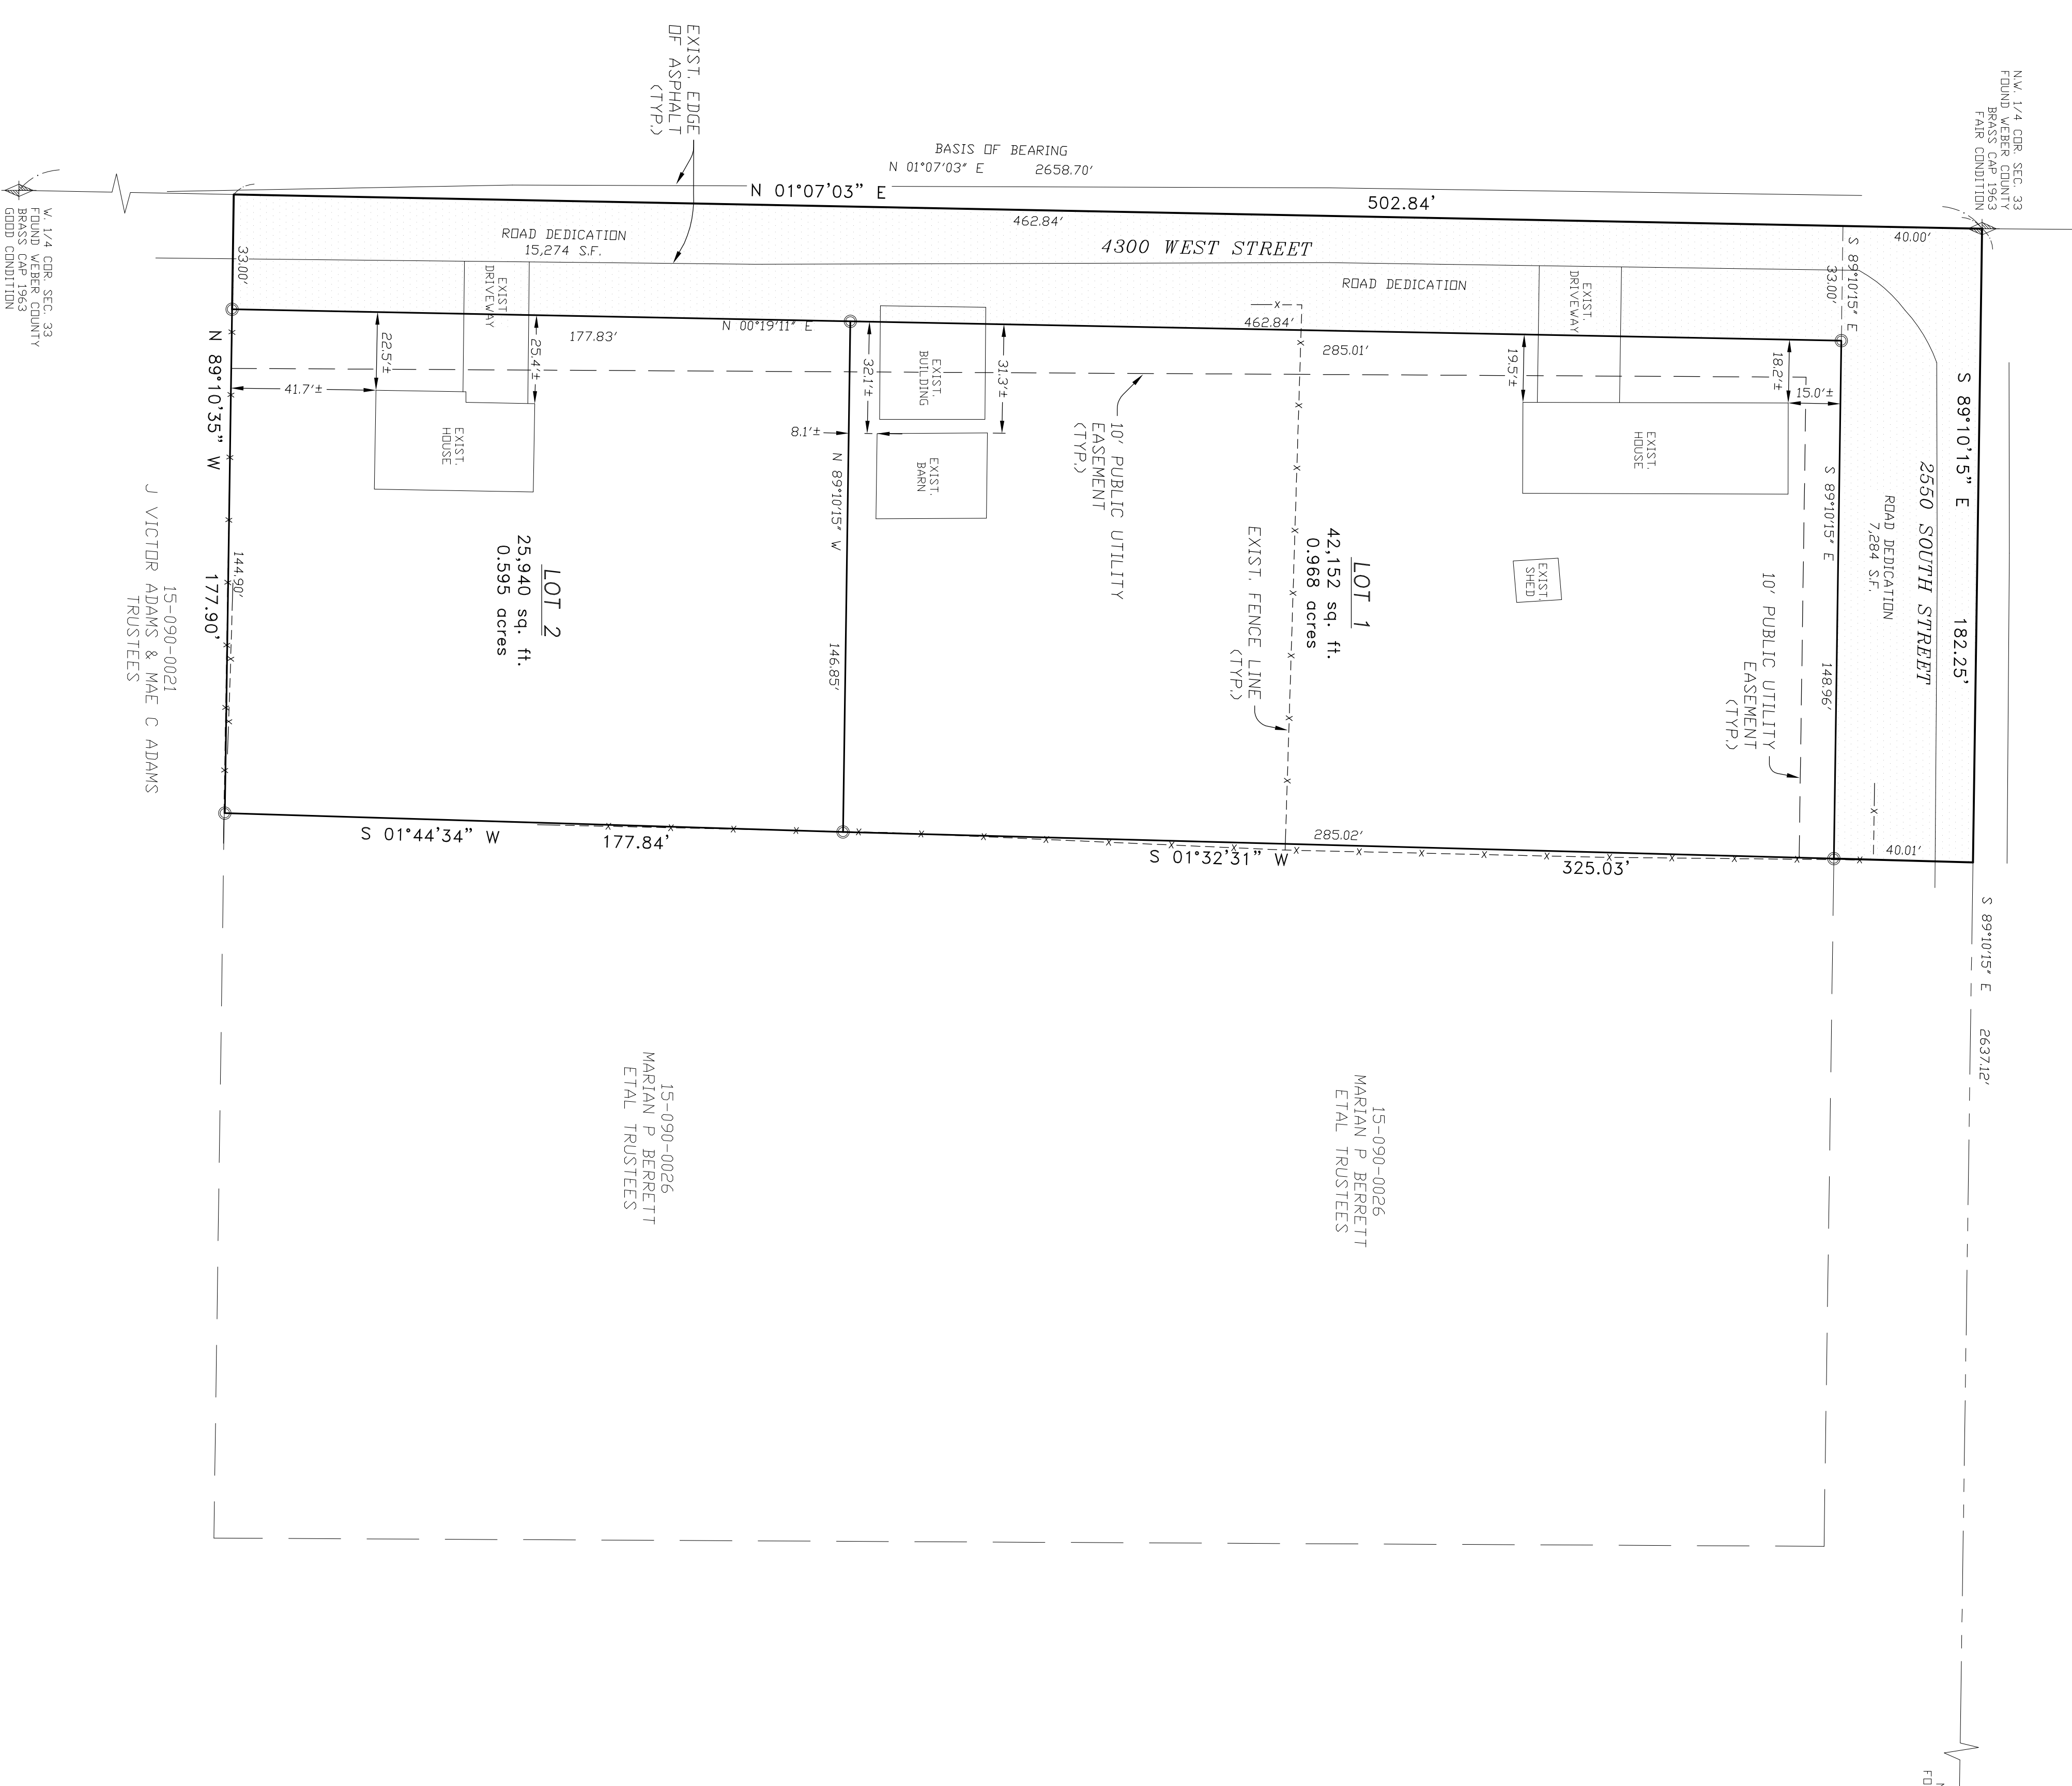 N.W. 1/4 COR. SEC. 33
FOUND WEBER COUNTY
BRASS CAP 1963
FAIR CONDITION
EXIST. EDGE
OF ASPHALT
(TYP.)
BASIS OF BEARING
N 01°07'03" E 2658.70'
N 01°07'03" E
502.84'
462.84'
40.00'
W. 1/4 COR. SEC. 33
FOUND WEBER COUNTY
BRASS CAP 1963
GOOD CONDITION
ROAD DEDICATION
15,274 S.F.
4300 WEST STREET
ROAD DEDICATION
S 89°10'15" E
33.00'
33.00'
EXIST.
DRIVEWAY
EXIST.
DRIVEWAY
177.83'
N 00°19'11" E
462.84'
285.01'
22.5'±
25.4'±
32.1'±
31.3'±
19.5'±
18.2'±
15.0'±
41.7'±
8.1'±
EXIST.
BUILDING
EXIST.
BARN
EXIST.
HOUSE
EXIST.
HOUSE
EXIST.
SHED
10' PUBLIC UTILITY
EASEMENT
(TYP.)
S 89°10'15" E
182.25'
2550 SOUTH STREET
ROAD DEDICATION
7,284 S.F.
S 89°10'15" E
148.96'
10' PUBLIC UTILITY
EASEMENT
(TYP.)
LOT 1
42,152 sq. ft.
0.968 acres
EXIST. FENCE LINE
(TYP.)
N 89°10'15" W
146.85'
LOT 2
25,940 sq. ft.
0.595 acres
N 89°10'35" W
177.90'
144.90'
15-090-0021
J VICTOR ADAMS & MAE C ADAMS
TRUSTEES
S 01°44'34" W
177.84'
S 01°32'31" W
285.02'
325.03'
40.01'
S 89°10'15" E 2637.12'
15-090-0026
MARIAN P BERRETT
ETAL TRUSTEES
15-090-0026
MARIAN P BERRETT
ETAL TRUSTEES